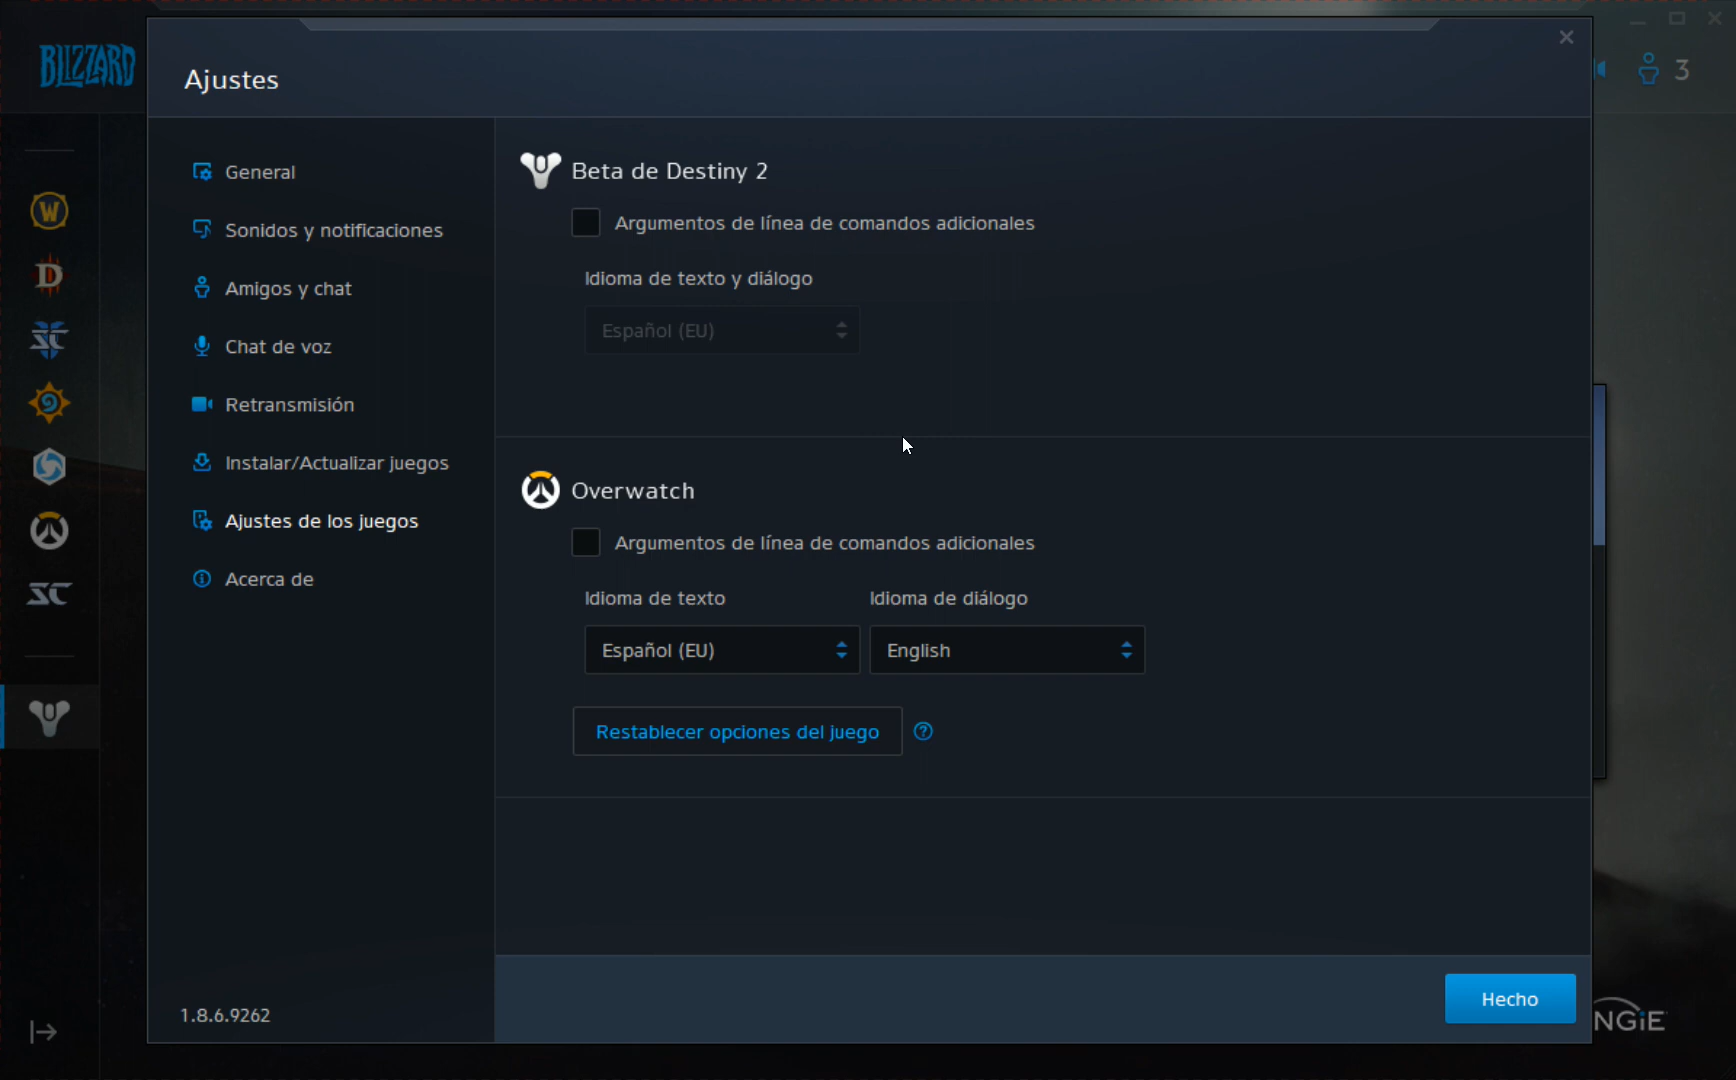 BLIZZARD
Ajustes
3
General
Sonidos y notificaciones
Amigos y chat
Chat de voz
Retransmisión
Instalar/Actualizar juegos
Ajustes de los juegos
Acerca de
1.8.6.9262
Beta de Destiny 2
Argumentos de línea de comandos adicionales
Idioma de texto y diálogo
Español (EU)
Overwatch
Argumentos de línea de comandos adicionales
Idioma de texto
Idioma de diálogo
Español (EU)
English
Restablecer opciones del juego
?
Hecho
NGiE